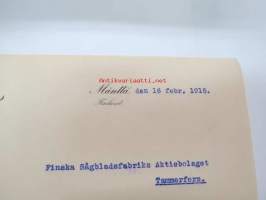 antikvariaatti.net
Mänttä, den 16 febr, 1915.
Finland
Finska Sågbladsfabriks Aktiebolaget
Tammerfors.